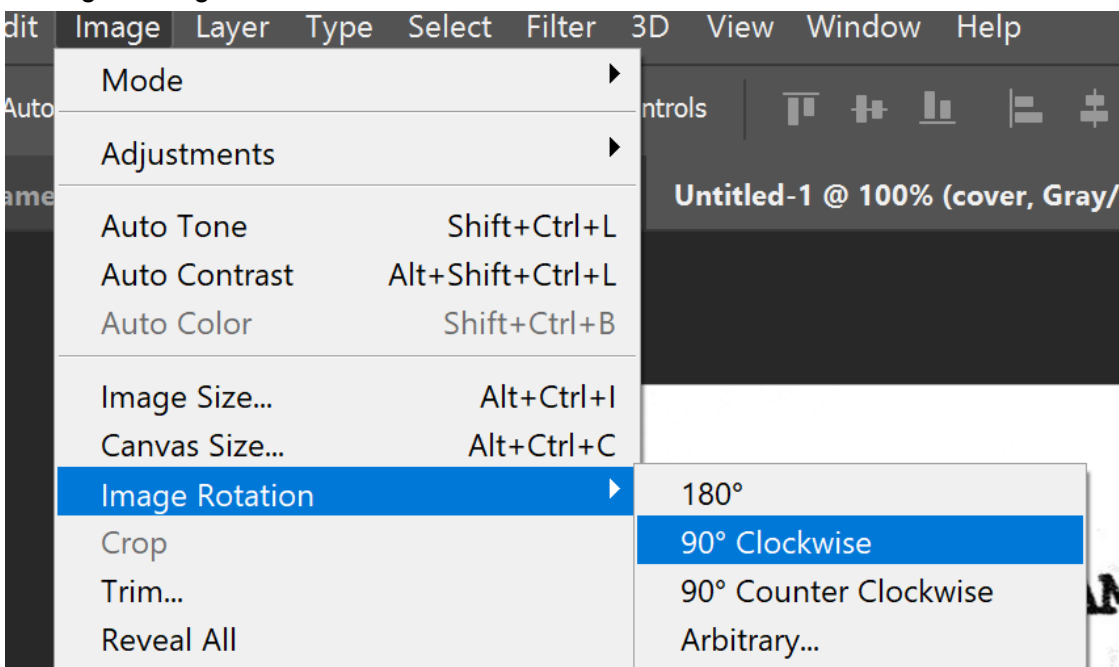 dit Image Layer Type Select Filter 3D View Window Help
Mode
Auto ntrols
Adjustments
ame Untitled-1 @ 100% (cover, Gray/
Auto Tone Shift+Ctrl+L
Auto Contrast Alt+Shift+Ctrl+L
Auto Color Shift+Ctrl+B
Image Size... Alt+Ctrl+I
Canvas Size... Alt+Ctrl+C
Image Rotation 180°
Crop 90° Clockwise
Trim... 90° Counter Clockwise
Reveal All Arbitrary...